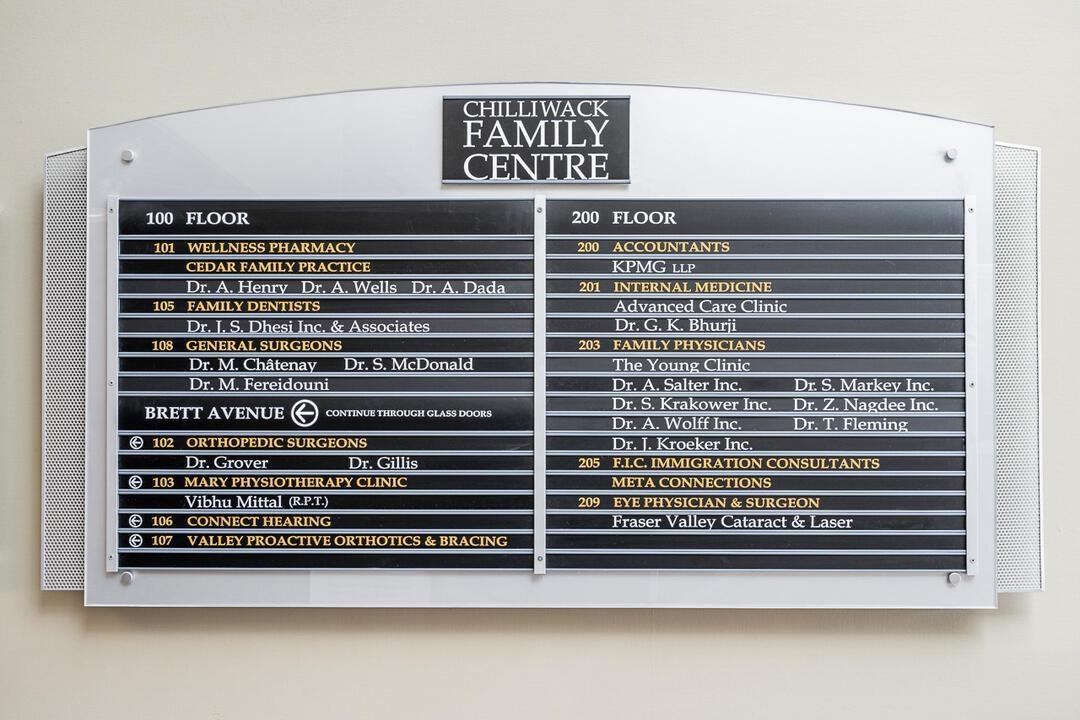 CHILLIWACK
FAMILY
CENTRE
100 FLOOR
101 WELLNESS PHARMACY
CEDAR FAMILY PRACTICE
Dr. A. Henry Dr. A. Wells Dr. A. Dada
105 FAMILY DENTISTS
Dr. J. S. Dhesi Inc. & Associates
108 GENERAL SURGEONS
Dr. M. Châtenay Dr. S. McDonald
Dr. M. Fereidouni
BRETT AVENUE CONTINUE THROUGH GLASS DOORS
102 ORTHOPEDIC SURGEONS
Dr. Grover Dr. Gillis
103 MARY PHYSIOTHERAPY CLINIC
Vibhu Mittal (R.P.T.)
106 CONNECT HEARING
107 VALLEY PROACTIVE ORTHOTICS & BRACING
200 FLOOR
200 ACCOUNTANTS
KPMG LLP
201 INTERNAL MEDICINE
Advanced Care Clinic
Dr. G. K. Bhurji
203 FAMILY PHYSICIANS
The Young Clinic
Dr. A. Salter Inc. Dr. S. Markey Inc.
Dr. S. Krakower Inc. Dr. Z. Nagdee Inc.
Dr. A. Wolff Inc. Dr. T. Fleming
Dr. J. Kroeker Inc.
205 F.I.C. IMMIGRATION CONSULTANTS
META CONNECTIONS
209 EYE PHYSICIAN & SURGEON
Fraser Valley Cataract & Laser